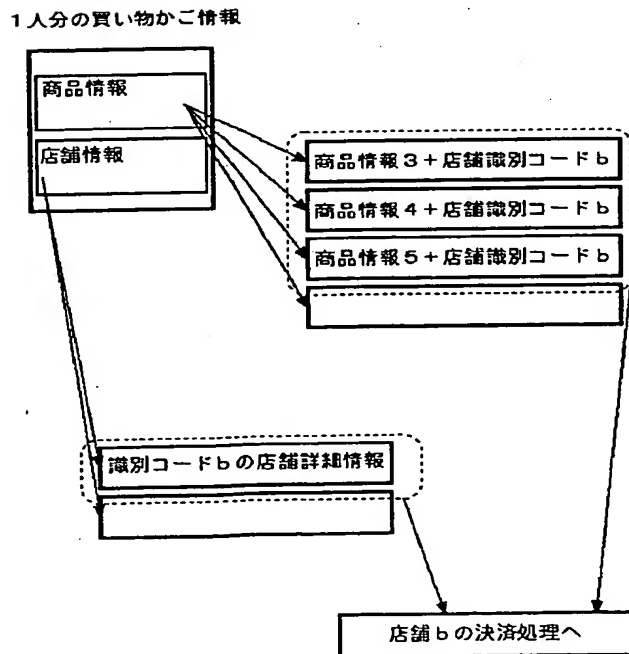 1人分の買い物かご情報
商品情報
店舗情報
商品情報3+店舗識別コードb
商品情報4+店舗識別コードb
商品情報5+店舗識別コードb
識別コードbの店舗詳細情報
店舗bの決済処理へ